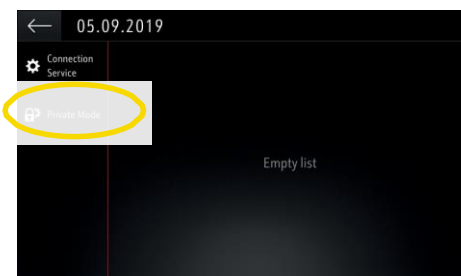 05.09.2019
Connection
Service
Private Mode
Empty list